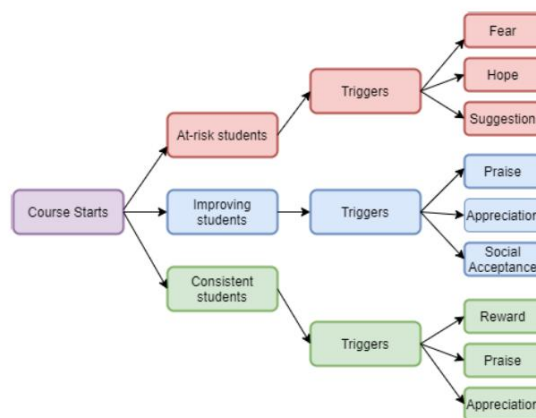 Fear
Hope
Triggers
Suggestion
At-risk students
Praise
Improving
students
Triggers
Appreciation
Course Starts
Social
Acceptance
Consistent
students
Reward
Triggers
Praise
Appreciation